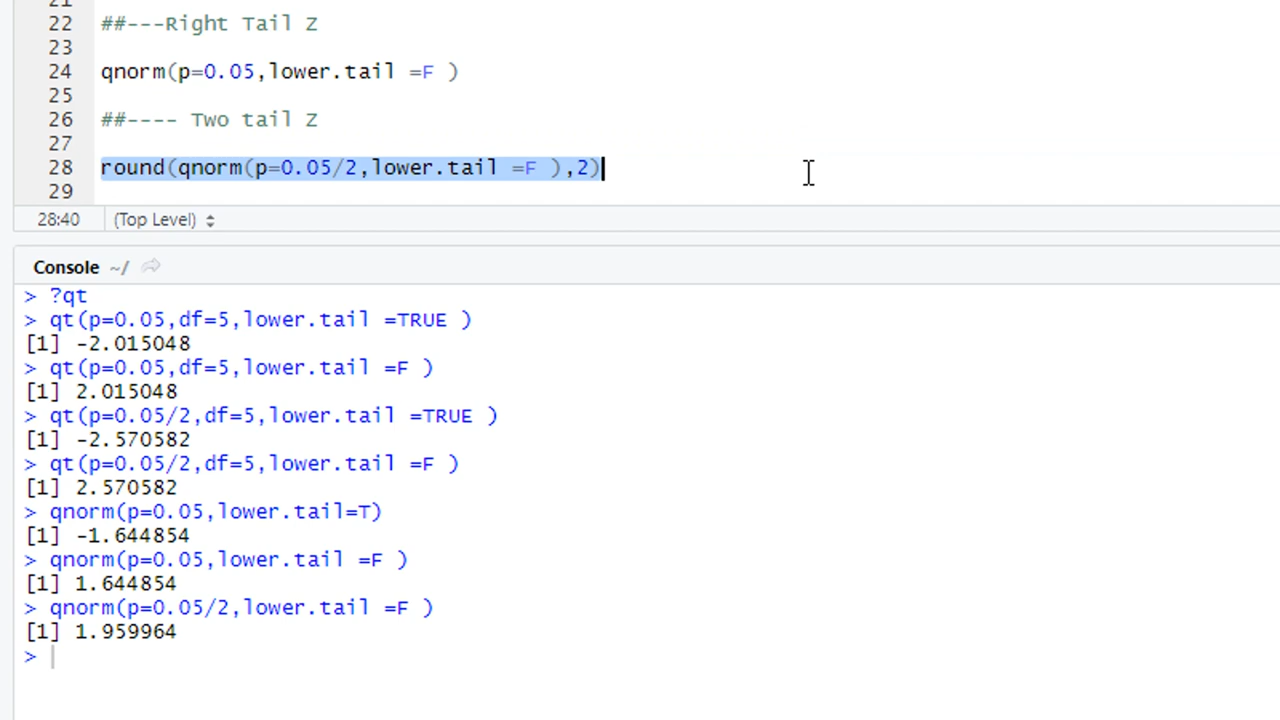 21
22 ##---Right Tail Z
23
24 qnorm(p=0.05,lower.tail =F )
25
26 ##---- Two tail Z
27
28 round(qnorm(p=0.05/2,lower.tail =F ),2)
29
28:40 (Top Level)
Console ~/
> ?qt
> qt(p=0.05,df=5,lower.tail =TRUE )
[1] -2.015048
> qt(p=0.05,df=5,lower.tail =F )
[1] 2.015048
> qt(p=0.05/2,df=5,lower.tail =TRUE )
[1] -2.570582
> qt(p=0.05/2,df=5,lower.tail =F )
[1] 2.570582
> qnorm(p=0.05,lower.tail=T)
[1] -1.644854
> qnorm(p=0.05,lower.tail =F )
[1] 1.644854
> qnorm(p=0.05/2,lower.tail =F )
[1] 1.959964
>